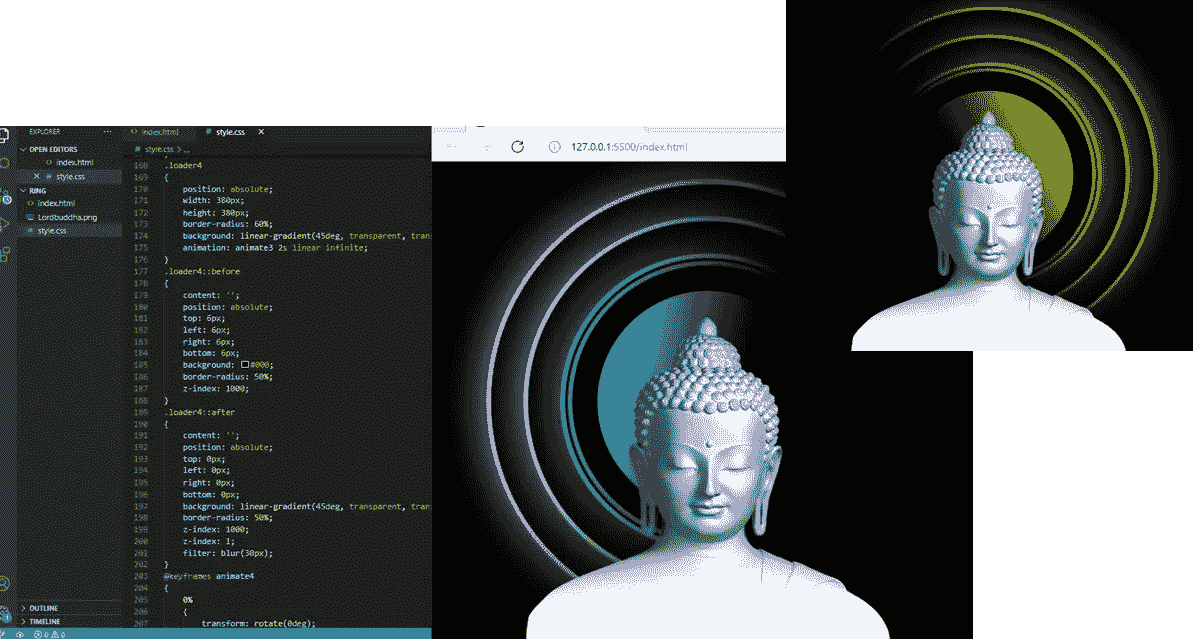 EXPLORER ...
OPEN EDITORS
index.html
style.css
RING
index.html
Lordbuddha.png
style.css
OUTLINE
TIMELINE
0 0
index.html style.css
style.css > ...
168 .loader4
169 {
170 position: absolute;
171 width: 380px;
172 height: 380px;
173 border-radius: 60%;
174 background: linear-gradient(45deg, transparent, tran
175 animation: animate3 2s linear infinite;
176 }
177 .loader4::before
178 {
179 content: '';
180 position: absolute;
181 top: 6px;
182 left: 6px;
183 right: 6px;
184 bottom: 6px;
185 background: #000;
186 border-radius: 50%;
187 z-index: 1000;
188 }
189 .loader4::after
190 {
191 content: '';
192 position: absolute;
193 top: 0px;
194 left: 0px;
195 right: 0px;
196 bottom: 0px;
197 background: linear-gradient(45deg, transparent, tran
198 border-radius: 50%;
199 z-index: 1000;
200 z-index: 1;
201 filter: blur(30px);
202 }
203 @keyframes animate4
204 {
205 0%
206 {
207 transform: rotate(0deg);
127.0.0.1:5500/index.html